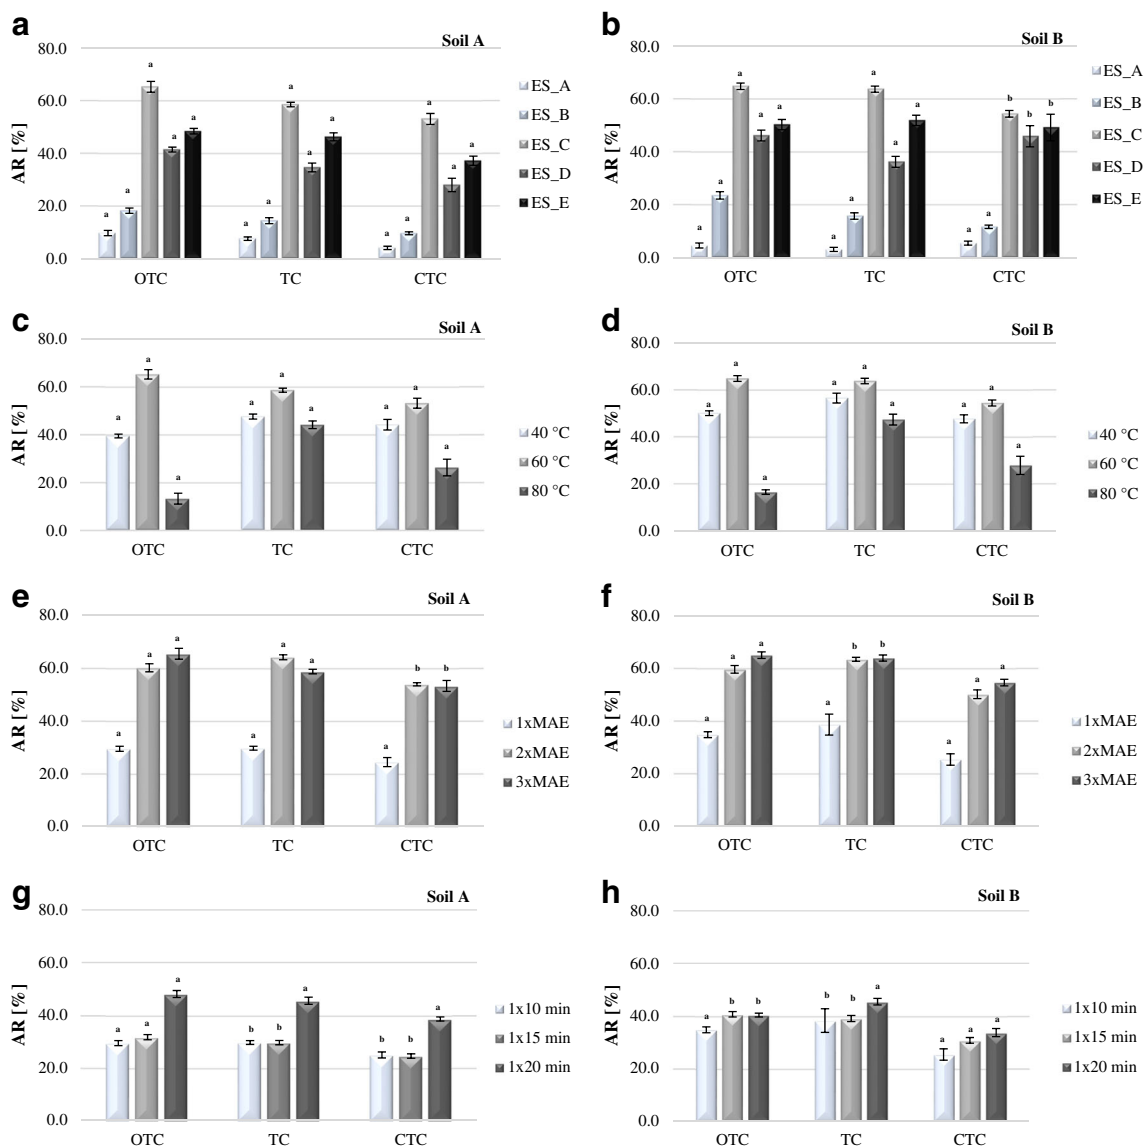 a
Soil A
80.0
60.0
40.0
20.0
0.0
AR [%]
a a a a a
a a a a a
a a a a a
OTC TC CTC
ES_A
ES_B
ES_C
ES_D
ES_E
b
Soil B
80.0
60.0
40.0
20.0
0.0
AR [%]
a a a a a
a a a a a
a a b b b
OTC TC CTC
ES_A
ES_B
ES_C
ES_D
ES_E
c
Soil A
80.0
60.0
40.0
20.0
0.0
AR [%]
a a a
a a a
a a a
OTC TC CTC
40 °C
60 °C
80 °C
d
Soil B
80.0
60.0
40.0
20.0
0.0
AR [%]
a a a
a a a
a a a
OTC TC CTC
40 °C
60 °C
80 °C
e
Soil A
80.0
60.0
40.0
20.0
0.0
AR [%]
a a a
a a a
a b b
OTC TC CTC
1xMAE
2xMAE
3xMAE
f
Soil B
80.0
60.0
40.0
20.0
0.0
AR [%]
a a a
a b b
a a a
OTC TC CTC
1xMAE
2xMAE
3xMAE
g
Soil A
80.0
60.0
40.0
20.0
0.0
AR [%]
a a a
b b a
b b a
OTC TC CTC
1x10 min
1x15 min
1x20 min
h
Soil B
80.0
60.0
40.0
20.0
0.0
AR [%]
a b b
b b a
a a a
OTC TC CTC
1x10 min
1x15 min
1x20 min